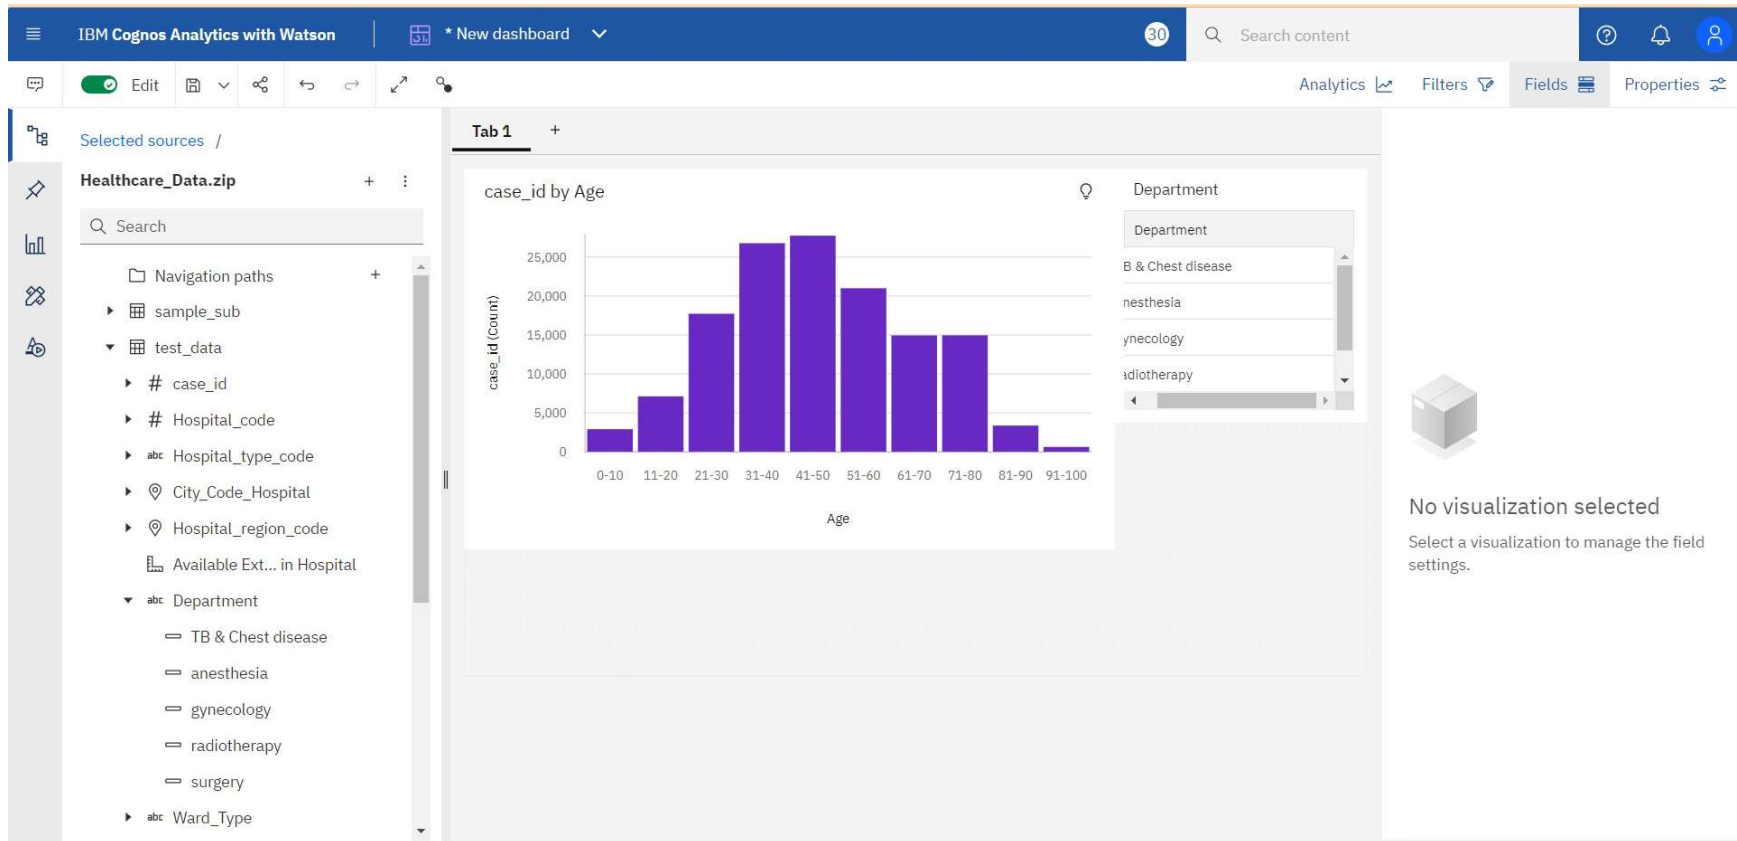 IBM Cognos Analytics with Watson
* New dashboard
30
Search content
Edit
Analytics
Filters
Fields
Properties
Selected sources /
Healthcare_Data.zip
Search
Navigation paths
sample_sub
test_data
case_id
Hospital_code
abc Hospital_type_code
City_Code_Hospital
Hospital_region_code
Available Ext... in Hospital
abc Department
TB & Chest disease
anesthesia
gynecology
radiotherapy
surgery
abc Ward_Type
Tab 1
case_id by Age
case_id (Count)
25,000
20,000
15,000
10,000
5,000
0
0-10 11-20 21-30 31-40 41-50 51-60 61-70 71-80 81-90 91-100
Age
Department
Department
B & Chest disease
nesthesia
ynecology
adiotherapy
No visualization selected
Select a visualization to manage the field
settings.